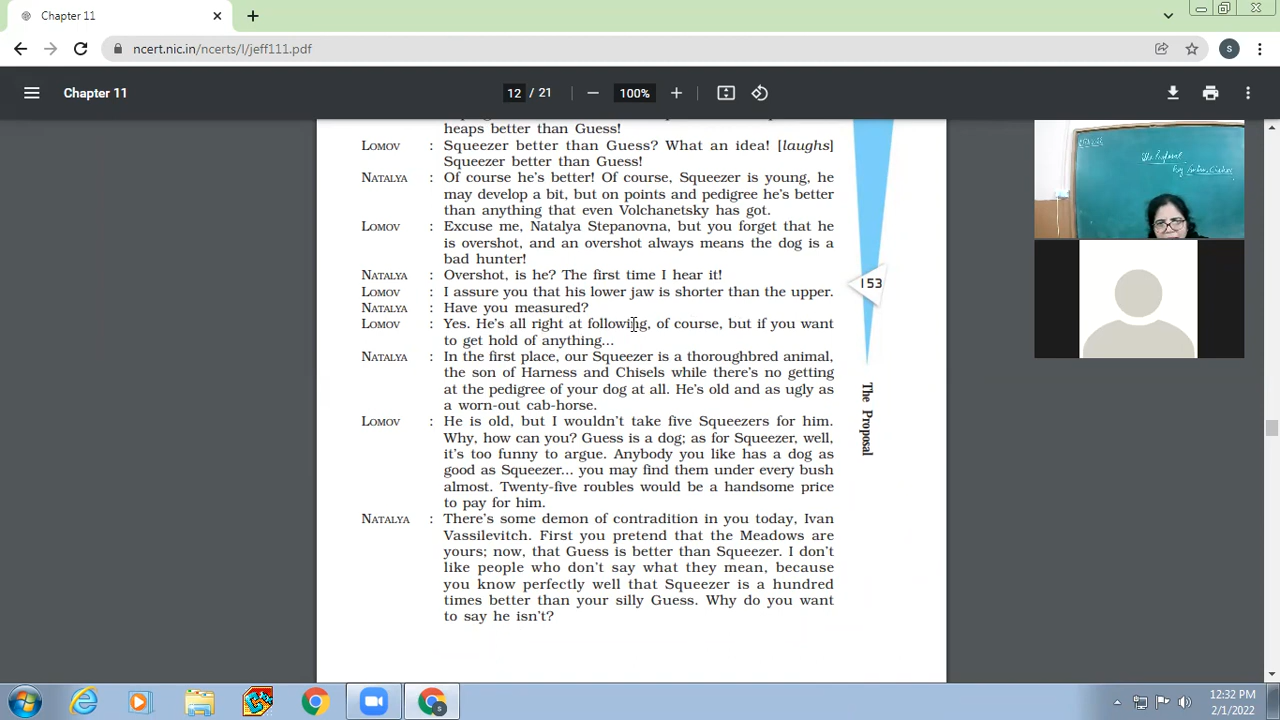 Chapter 11
ncert.nic.in/ncerts/l/jeff111.pdf
S
Chapter 11
12 / 21
100%
heaps better than Guess!
LOMOV : Squeezer better than Guess? What an idea! [laughs]
Squeezer better than Guess!
NATALYA : Of course he's better! Of course, Squeezer is young, he
may develop a bit, but on points and pedigree he's better
than anything that even Volchanetsky has got.
LOMOV : Excuse me, Natalya Stepanovna, but you forget that he
is overshot, and an overshot always means the dog is a
bad hunter!
NATALYA : Overshot, is he? The first time I hear it!
LOMOV : I assure you that his lower jaw is shorter than the upper.
NATALYA : Have you measured?
LOMOV : Yes. He's all right at following, of course, but if you want
to get hold of anything...
NATALYA : In the first place, our Squeezer is a thoroughbred animal,
the son of Harness and Chisels while there's no getting
at the pedigree of your dog at all. He's old and as ugly as
a worn-out cab-horse.
LOMOV : He is old, but I wouldn't take five Squeezers for him.
Why, how can you? Guess is a dog; as for Squeezer, well,
it's too funny to argue. Anybody you like has a dog as
good as Squeezer... you may find them under every bush
almost. Twenty-five roubles would be a handsome price
to pay for him.
NATALYA : There's some demon of contradition in you today, Ivan
Vassilevitch. First you pretend that the Meadows are
yours; now, that Guess is better than Squeezer. I don't
like people who don't say what they mean, because
you know perfectly well that Squeezer is a hundred
times better than your silly Guess. Why do you want
to say he isn't?
153
The Proposal
The Proposal
By
12:32 PM
2/1/2022